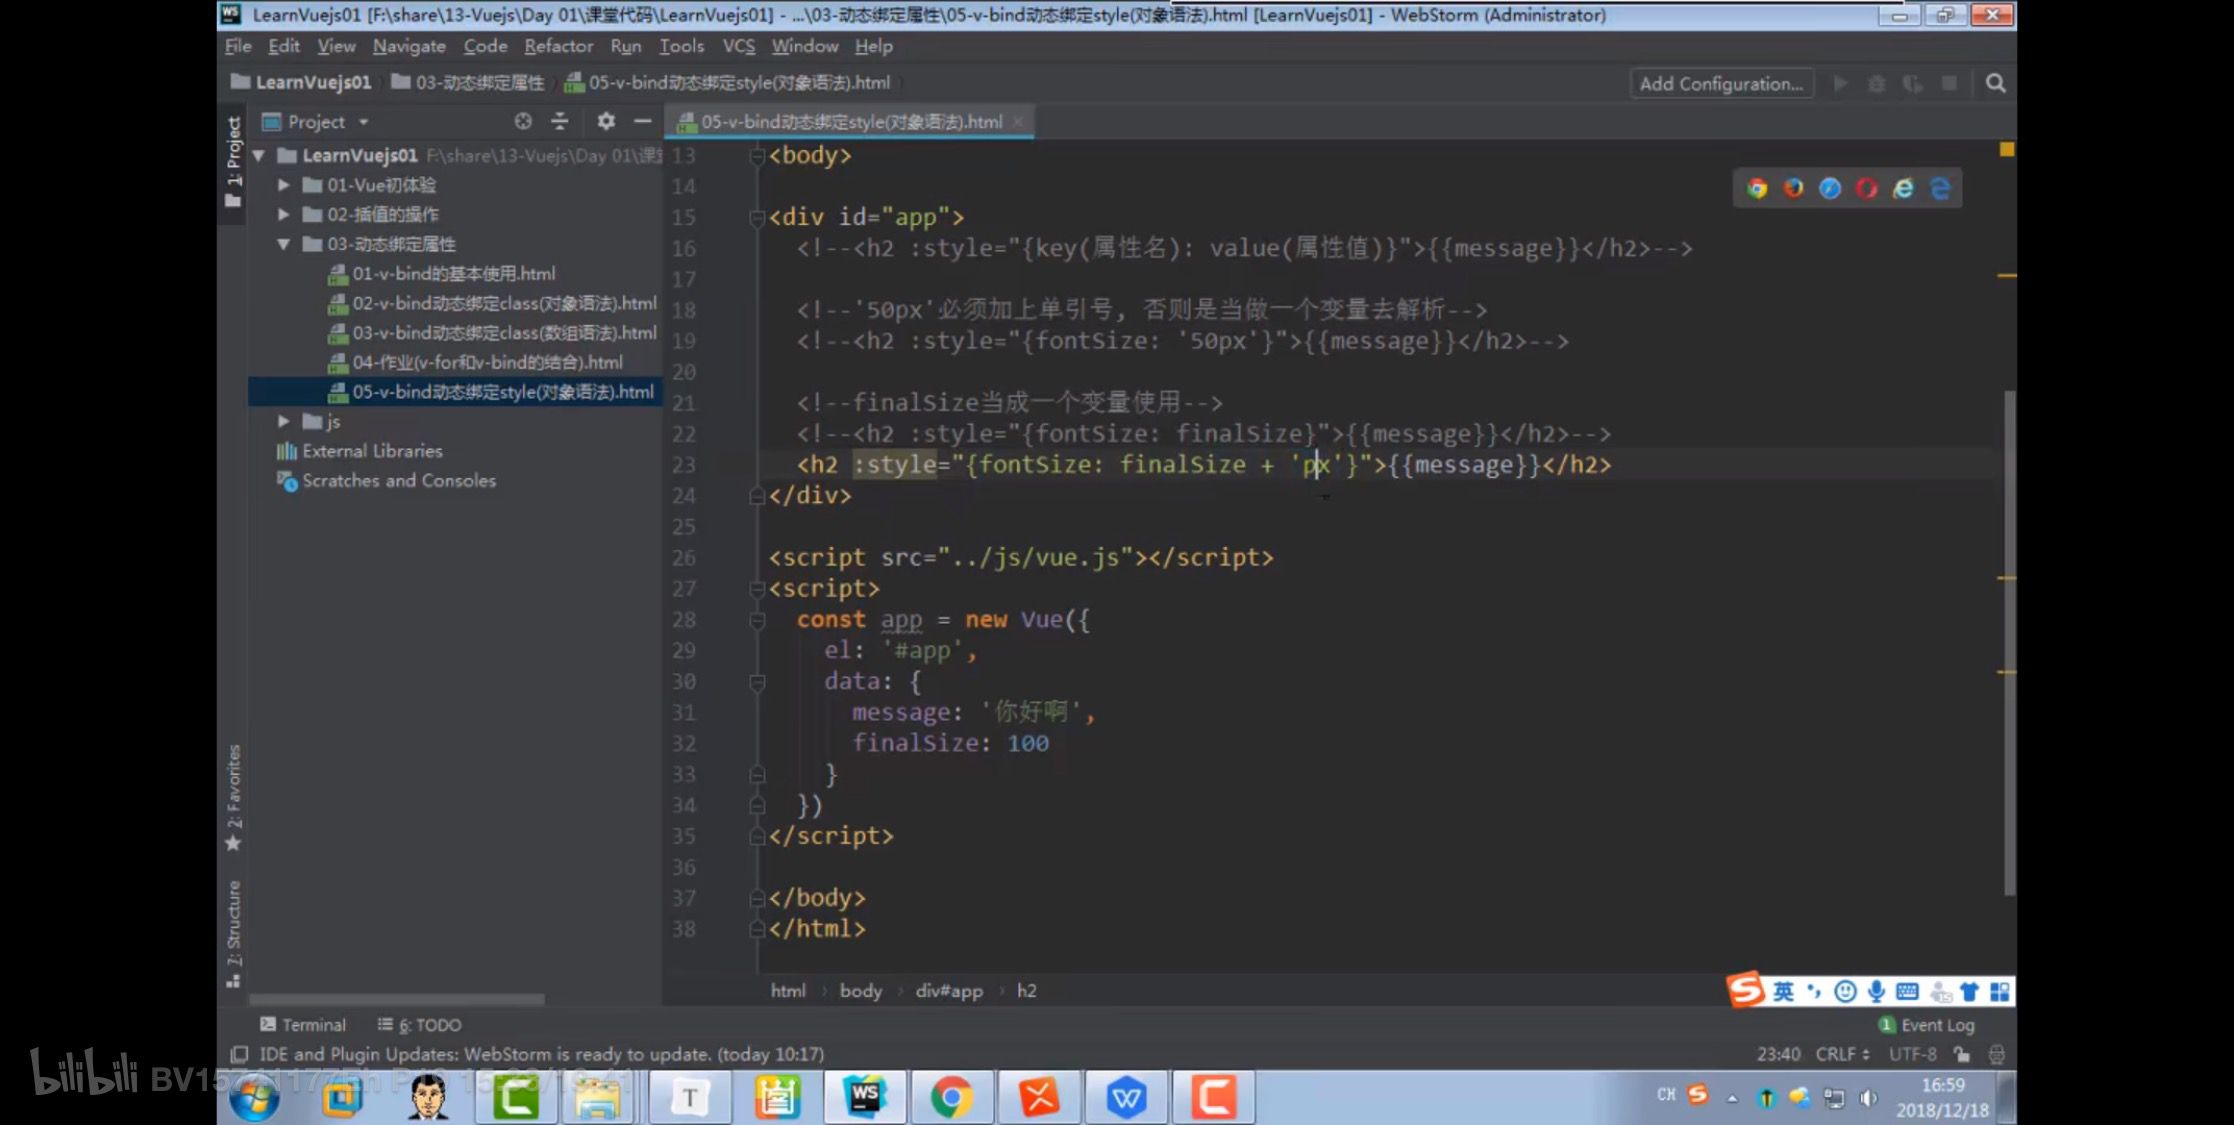 LearnVuejs01 [F:\share\13-Vuejs\Day 01\课堂代码\LearnVuejs01] - ...\03-动态绑定属性\05-v-bind动态绑定style(对象语法).html [LearnVuejs01] - WebStorm (Administrator)
File Edit View Navigate Code Refactor Run Tools VCS Window Help
LearnVuejs01 03-动态绑定属性 05-v-bind动态绑定style(对象语法).html Add Configuration...
1: Project
Project
LearnVuejs01 F:\share\13-Vuejs\Day 01\课
01-Vue初体验
02-插值的操作
03-动态绑定属性
01-v-bind的基本使用.html
02-v-bind动态绑定class(对象语法).html
03-v-bind动态绑定class(数组语法).html
04-作业(v-for和v-bind的结合).html
05-v-bind动态绑定style(对象语法).html
js
External Libraries
Scratches and Consoles
2: Favorites
7: Structure
05-v-bind动态绑定style(对象语法).html
13 <body>
14
15 <div id="app">
16 <!--<h2 :style="{key(属性名): value(属性值)}">{{message}}</h2>-->
17
18 <!--'50px'必须加上单引号, 否则是当做一个变量去解析-->
19 <!--<h2 :style="{fontSize: '50px'}">{{message}}</h2>-->
20
21 <!--finalSize当成一个变量使用-->
22 <!--<h2 :style="{fontSize: finalSize}">{{message}}</h2>-->
23 <h2 :style="{fontSize: finalSize + 'px'}">{{message}}</h2>
24 </div>
25
26 <script src="../js/vue.js"></script>
27 <script>
28 const app = new Vue({
29 el: '#app',
30 data: {
31 message: '你好啊',
32 finalSize: 100
33 }
34 })
35 </script>
36
37 </body>
38 </html>
html body div#app h2
英
Terminal 6: TODO 1 Event Log
IDE and Plugin Updates: WebStorm is ready to update. (today 10:17) 23:40 CRLF UTF-8
bilibili
T
WS
CH
16:59
2018/12/18